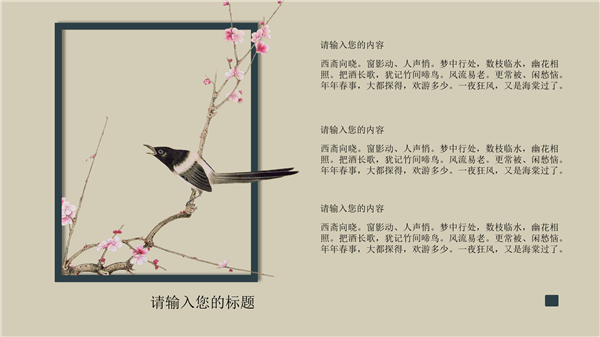 请输入您的内容
西斋向晓。窗影动、人声悄。梦中行处，数枝临水，幽花相
照。把酒长歌，犹记竹间啼鸟。风流易老。更常被、闲愁恼。
年年春事，大都探得，欢游多少。一夜狂风，又是海棠过了。
请输入您的内容
西斋向晓。窗影动、人声悄。梦中行处，数枝临水，幽花相
照。把酒长歌，犹记竹间啼鸟。风流易老。更常被、闲愁恼。
年年春事，大都探得，欢游多少。一夜狂风，又是海棠过了。
请输入您的内容
西斋向晓。窗影动、人声悄。梦中行处，数枝临水，幽花相
照。把酒长歌，犹记竹间啼鸟。风流易老。更常被、闲愁恼。
年年春事，大都探得，欢游多少。一夜狂风，又是海棠过了。
请输入您的标题